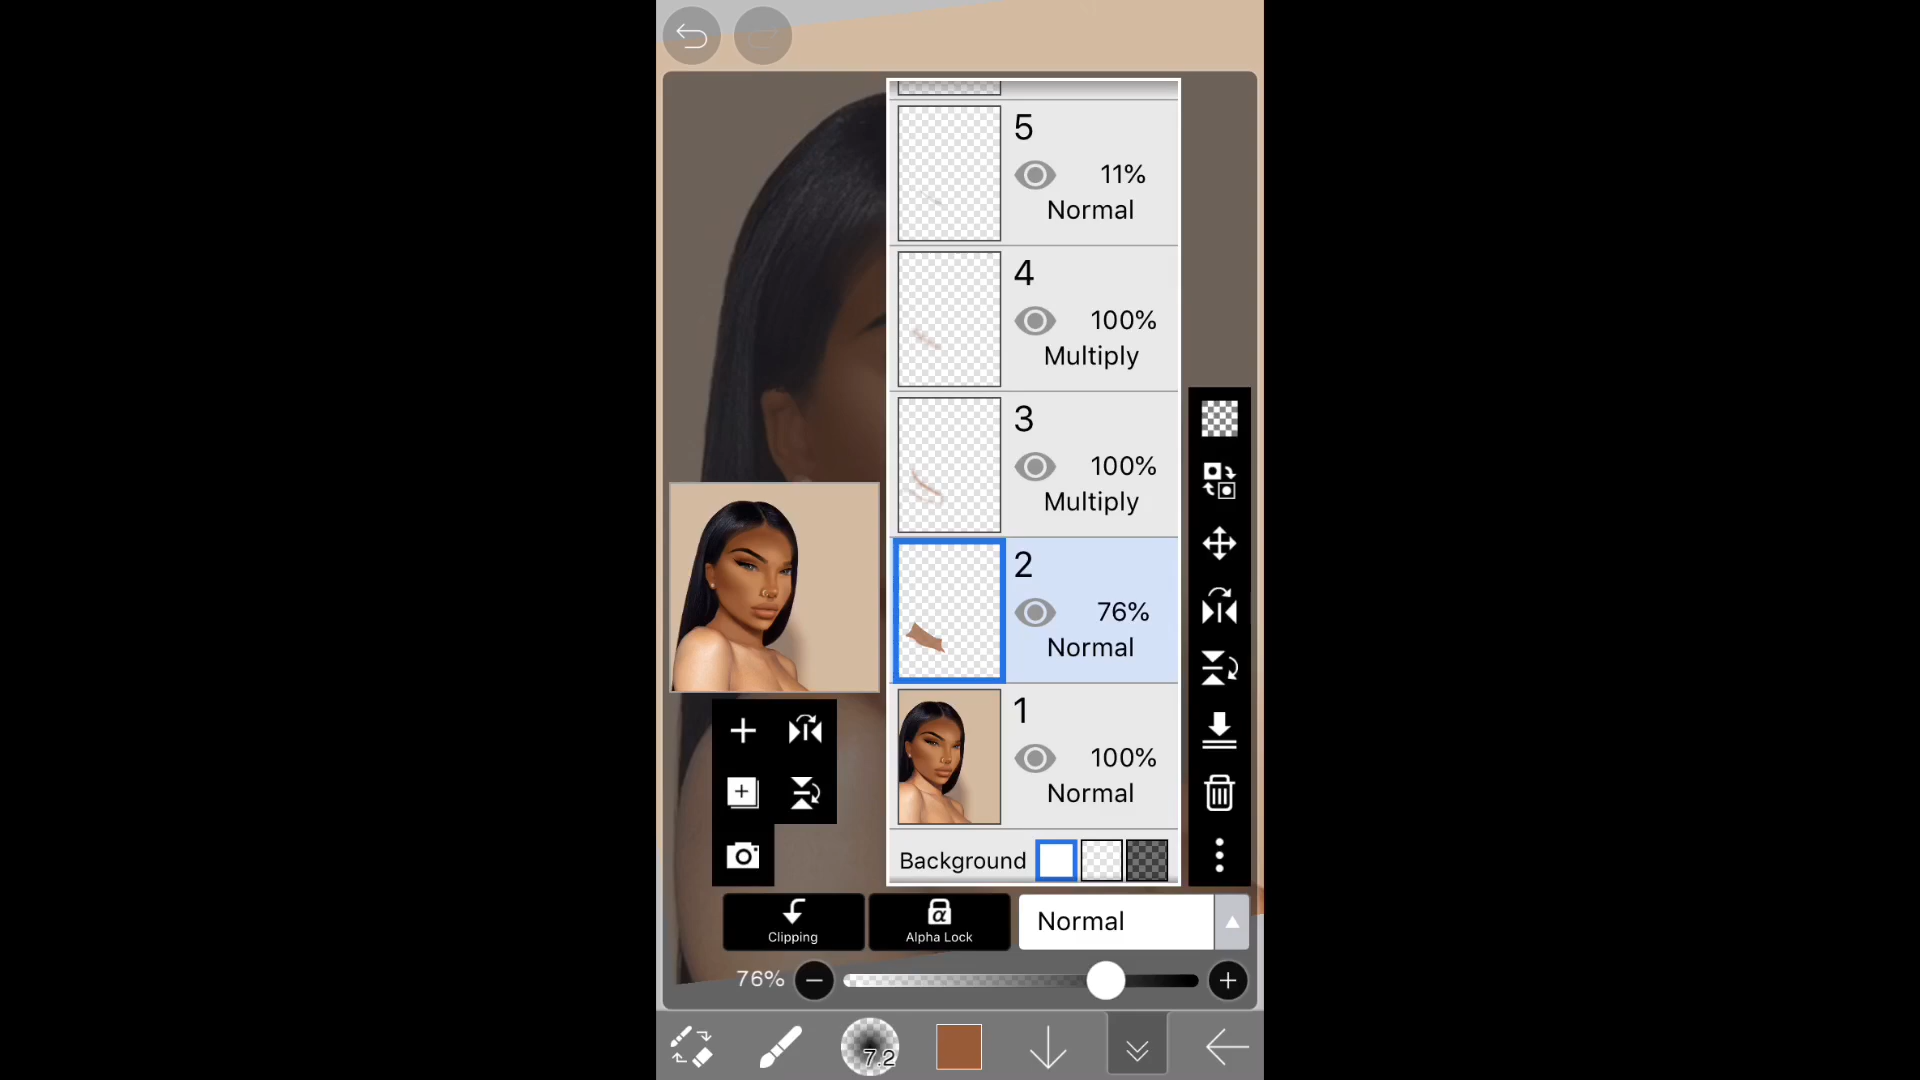 5
11%
Normal
4
100%
Multiply
3
100%
Multiply
2
76%
Normal
1
100%
Normal
Background
Clipping
α
Alpha Lock
Normal
76%
7.2